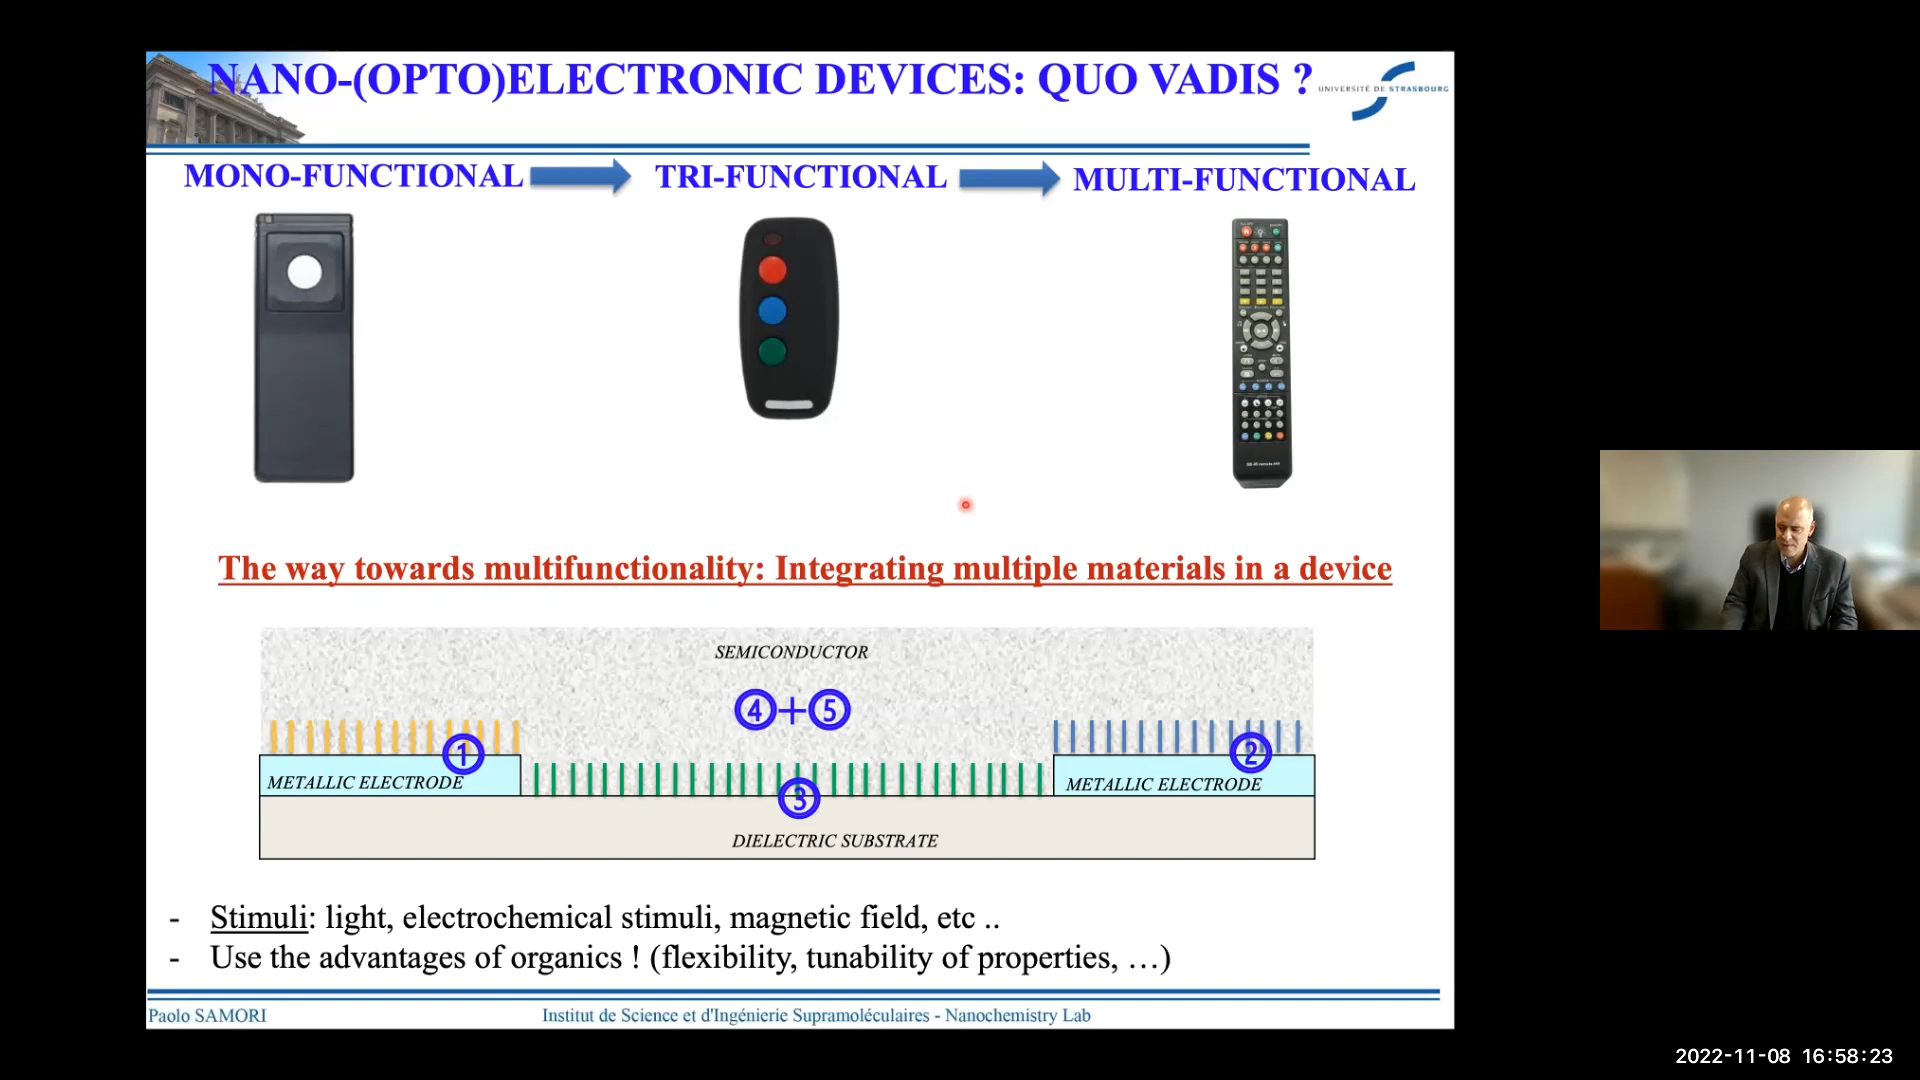 NANO-(OPTO)ELECTRONIC DEVICES: QUO VADIS ?
UNIVERSITÉ DE STRASBOURG
MONO-FUNCTIONAL
TRI-FUNCTIONAL
MULTI-FUNCTIONAL
The way towards multifunctionality: Integrating multiple materials in a device
SEMICONDUCTOR
4+5
1
2
METALLIC ELECTRODE
METALLIC ELECTRODE
3
DIELECTRIC SUBSTRATE
- Stimuli: light, electrochemical stimuli, magnetic field, etc ..
- Use the advantages of organics ! (flexibility, tunability of properties, …)
Paolo SAMORI
Institut de Science et d'Ingénierie Supramoléculaires - Nanochemistry Lab
2022-11-08 16:58:23